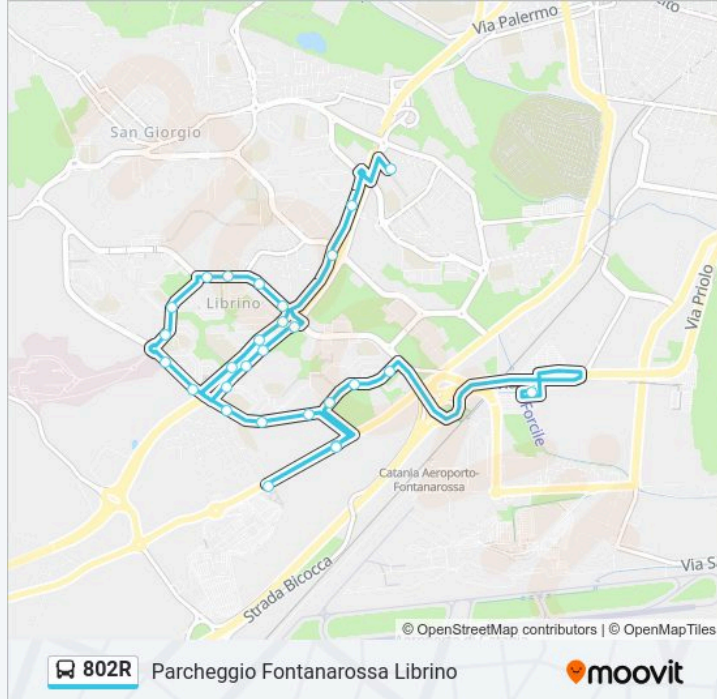 Via Palermo
San Giorgio
Via Priolo
Librino
Forcile
Catania Aeroporto-
Fontanarossa
Strada Bicocca
Via Sa
© OpenStreetMap contributors | © OpenMapTiles
802R Parcheggio Fontanarossa Librino
moovit